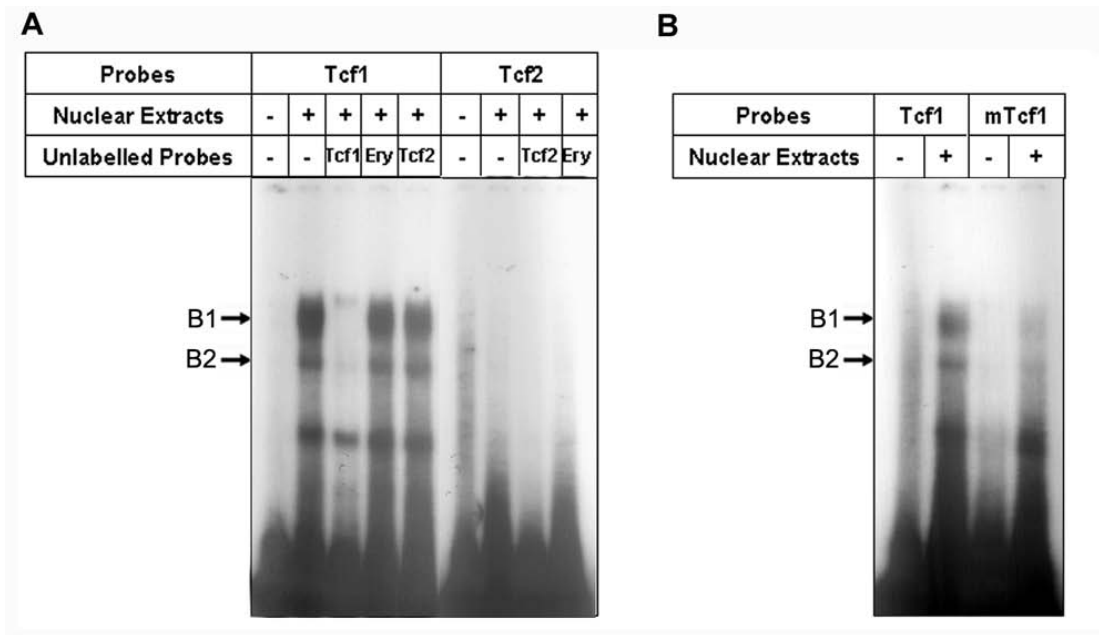 A
Probes Tcf1 Tcf2
Nuclear Extracts - + + + + - + + +
Unlabelled Probes - - Tcf1 Ery Tcf2 - - Tcf2 Ery
B1
B2
B
Probes Tcf1 mTcf1
Nuclear Extracts - + - +
B1
B2